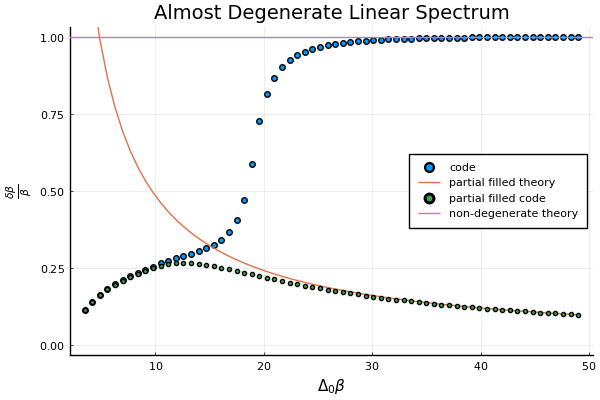 Almost Degenerate Linear Spectrum
1.00
0.75
0.50
0.25
0.00
δβ
β
code
partial filled theory
partial filled code
non-degenerate theory
10
20
30
40
50
Δ₀β